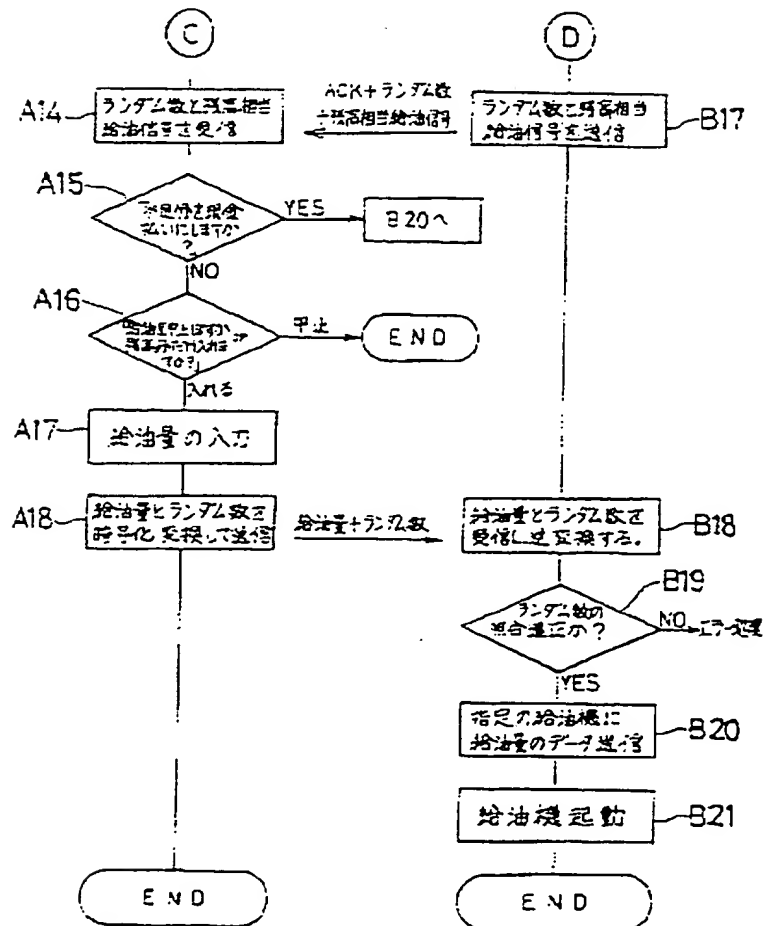 C
D
A14
ランダム数と残高相当
給油信号を受信
ACK+ランダム数
+残高相当給油信号
ランダム数と残高相当
給油信号を送信
B17
A15
不足分を現金
払いにしますか
?
YES
B20へ
NO
A16
中止
END
入れる
A17
給油量の入力
A18
給油量とランダム数を
暗号化変換して送信
給油量+ランダム数
給油量とランダム数を
受信し逆変換する。
B18
B19
ランダム数の
照合適正か?
NO
エラー処理
YES
指定の給油機に
給油量のデータ送信
B20
給油機起動
B21
END
END